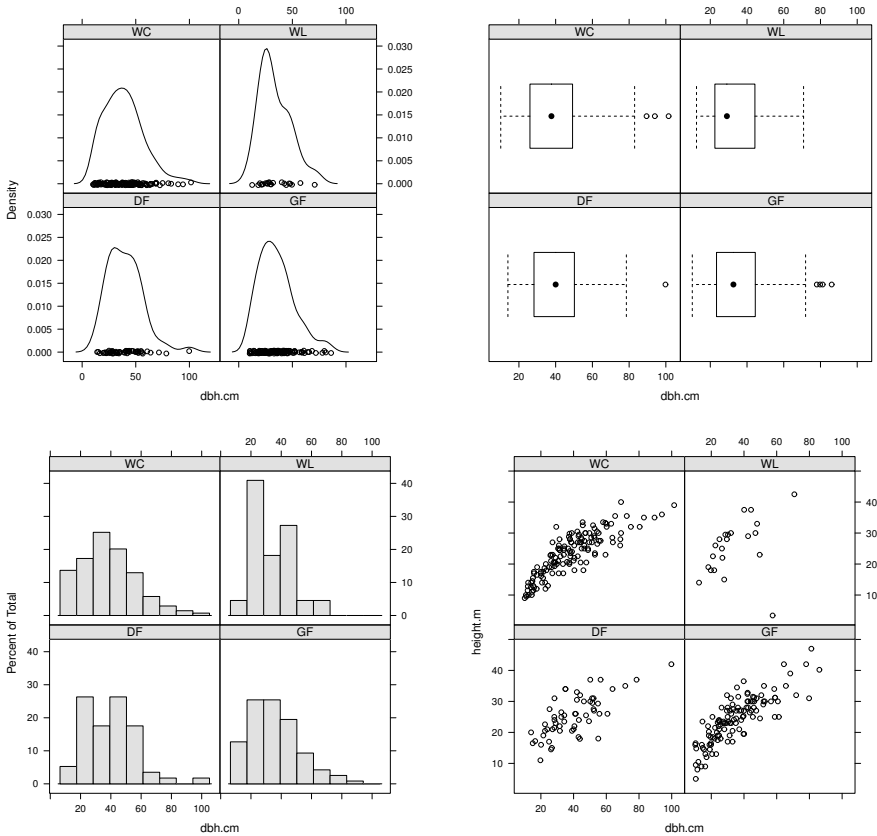 0 50 100
WC WL
0.030
0.025
0.020
0.015
0.010
0.005
0.000
DF GF
0.030
0.025
0.020
0.015
0.010
0.005
0.000
0 50 100
Density
dbh.cm
20 40 60 80 100
WC WL
DF GF
20 40 60 80 100
dbh.cm
20 40 60 80 100
WC WL
40
30
20
10
0
DF GF
40
30
20
10
0
20 40 60 80 100
Percent of Total
dbh.cm
20 40 60 80 100
WC WL
40
30
20
10
DF GF
40
30
20
10
20 40 60 80 100
height.m
dbh.cm